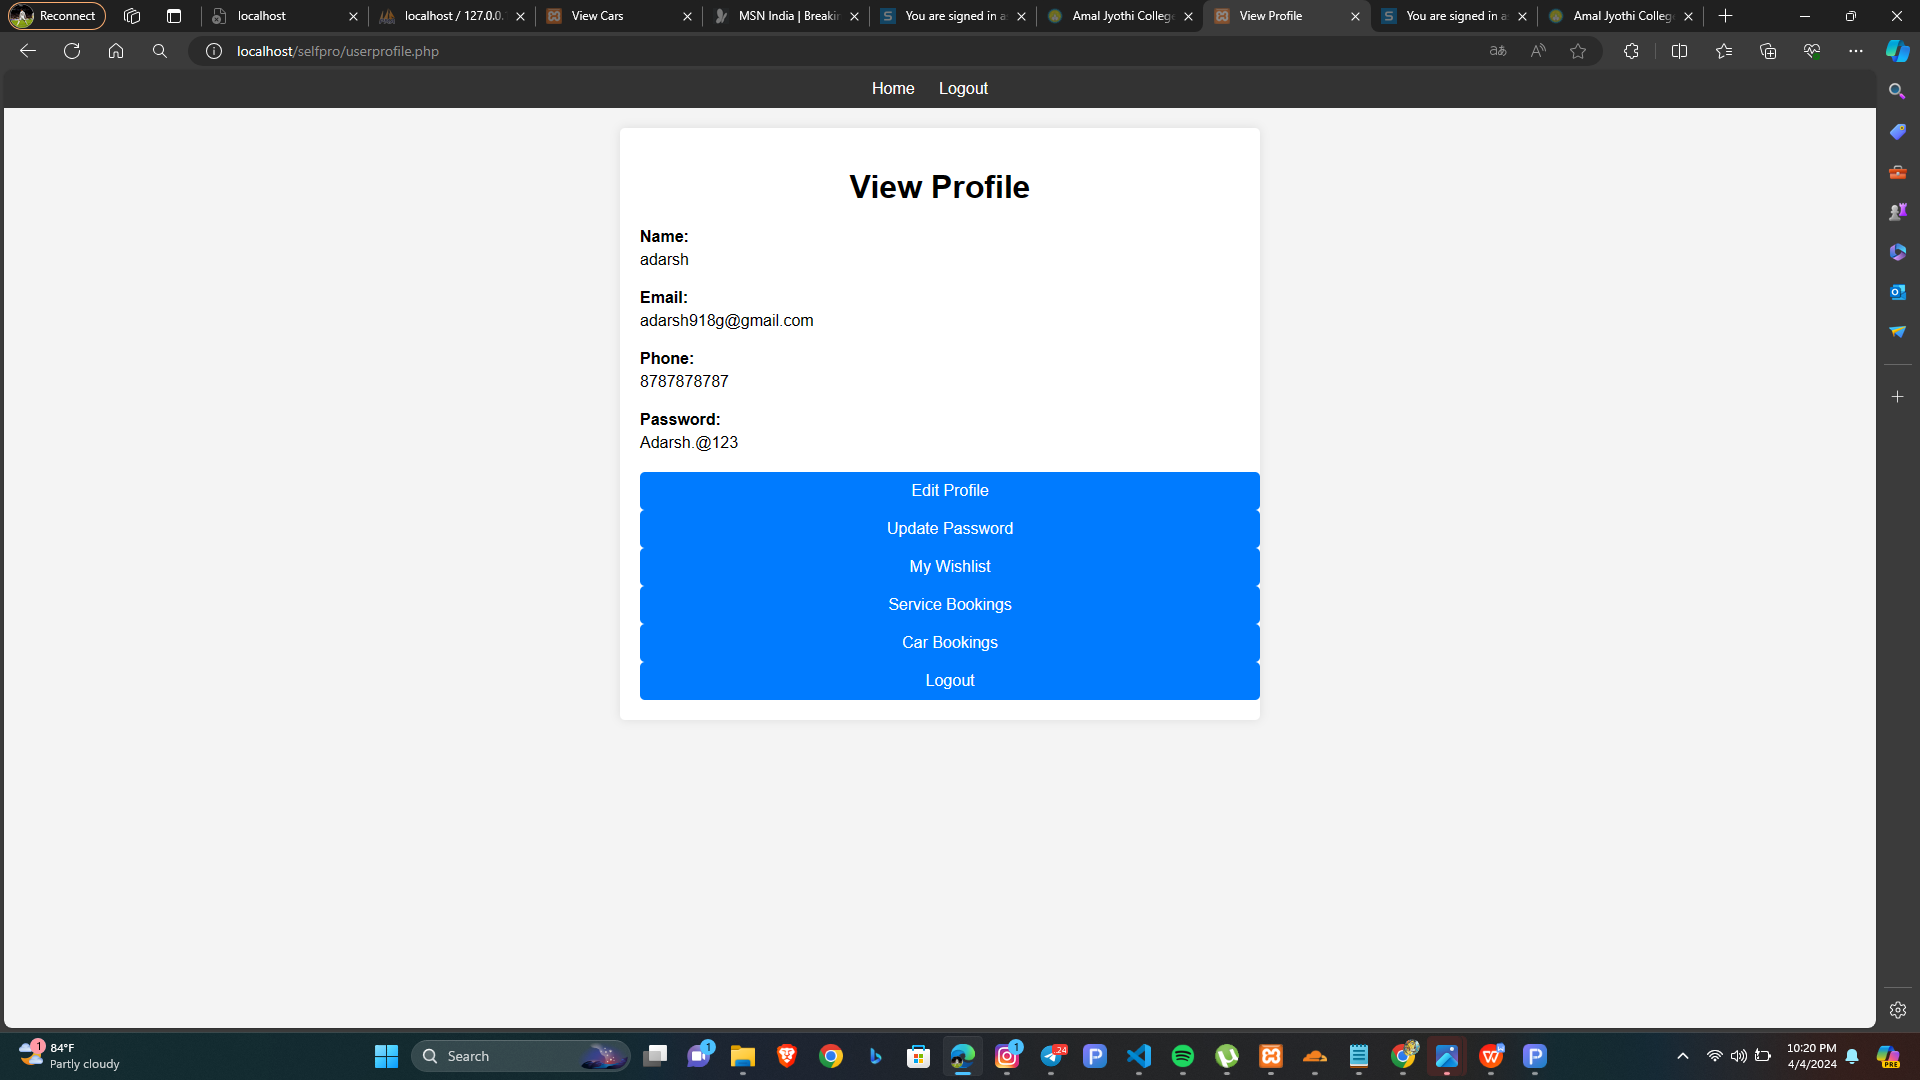 Reconnect
localhost
localhost / 127.0.0.
View Cars
MSN India | Breakin
You are signed in a
Amal Jyothi College
View Profile
You are signed in a
Amal Jyothi College
localhost/selfpro/userprofile.php
Home Logout
View Profile
Name:
adarsh
Email:
adarsh918g@gmail.com
Phone:
8787878787
Password:
Adarsh.@123
Edit Profile
Update Password
My Wishlist
Service Bookings
Car Bookings
Logout
84°F
Partly cloudy
Search
10:20 PM
4/4/2024